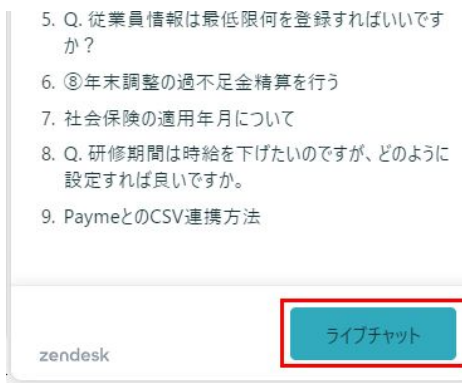 5. Q. 従業員情報は最低限何を登録すればいいです
か？
6. ⑧年末調整の過不足金精算を行う
7. 社会保険の適用年月について
8. Q. 研修期間は時給を下げたいのですが、どのように
設定すれば良いですか。
9. PaymeとのCSV連携方法
ライブチャット
zendesk